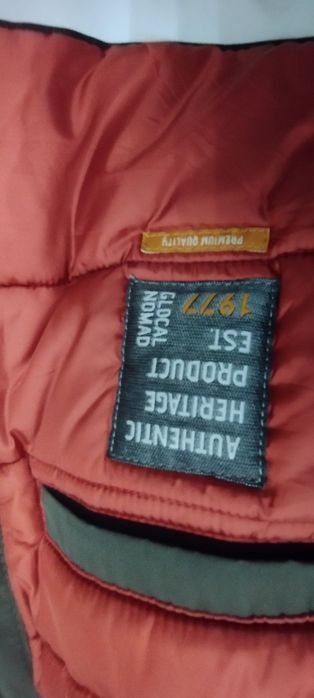 AUTHENTIC
HERITAGE
PRODUCT
EST.
1977
GLOCAL
NOMAD
PREMIUM QUALITY